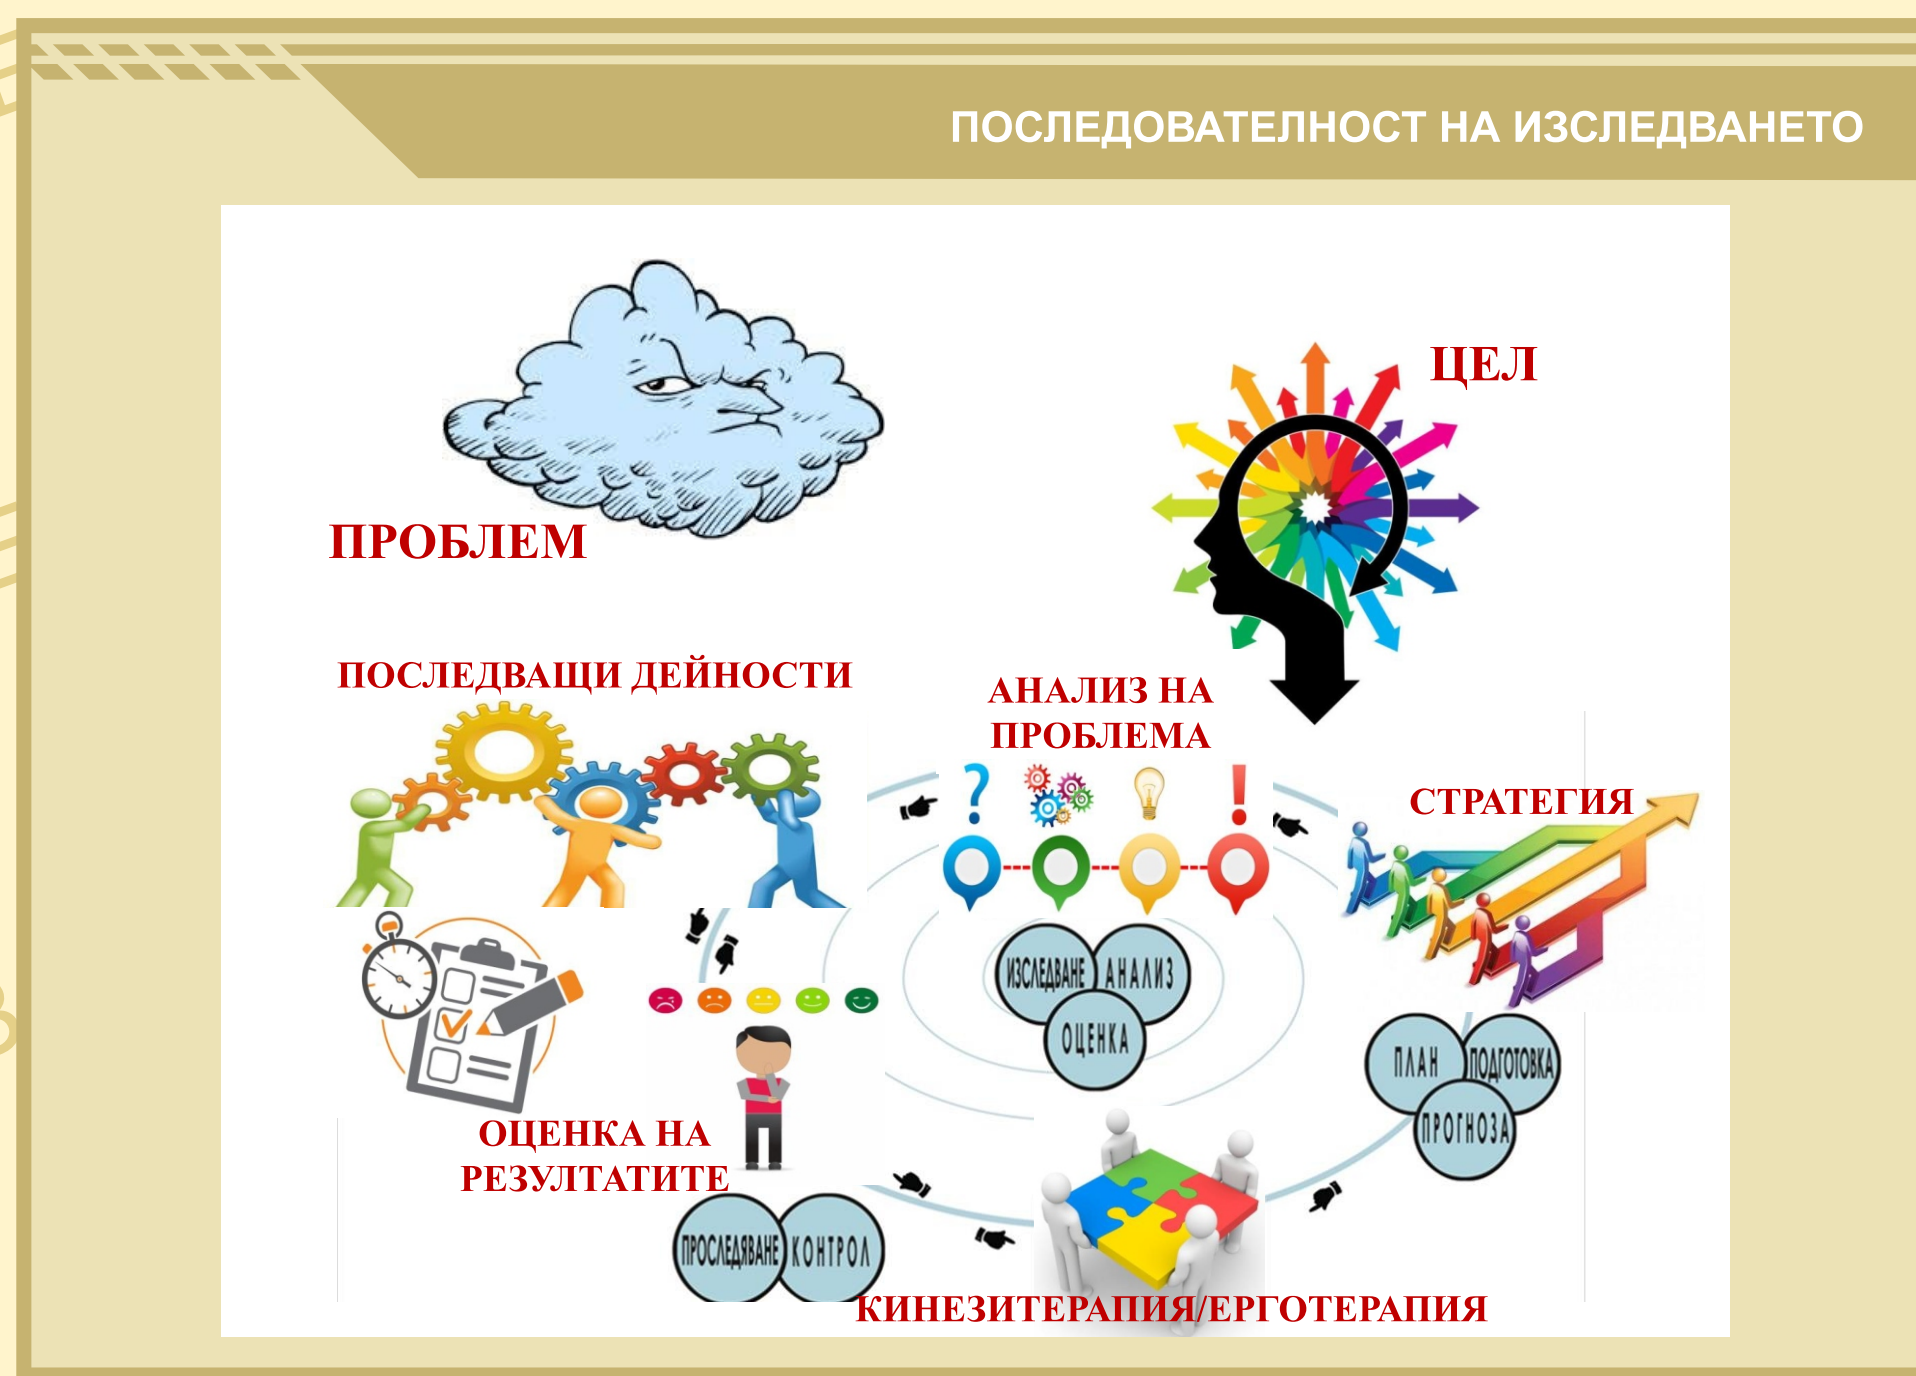 ПОСЛЕДОВАТЕЛНОСТ НА ИЗСЛЕДВАНЕТО
ЦЕЛ
ПРОБЛЕМ
ПОСЛЕДВАЩИ ДЕЙНОСТИ
АНАЛИЗ НА
ПРОБЛЕМА
?
!
СТРАТЕГИЯ
ИЗСЛЕДВАНЕ
АНАЛИЗ
ОЦЕНКА
ПЛАН
ПОДГОТОВКА
ПРОГНОЗА
ОЦЕНКА НА
РЕЗУЛТАТИТЕ
ПРОСЛЕДЯВАНЕ
КОНТРОЛ
КИНЕЗИТЕРАПИЯ/ЕРГОТЕРАПИЯ